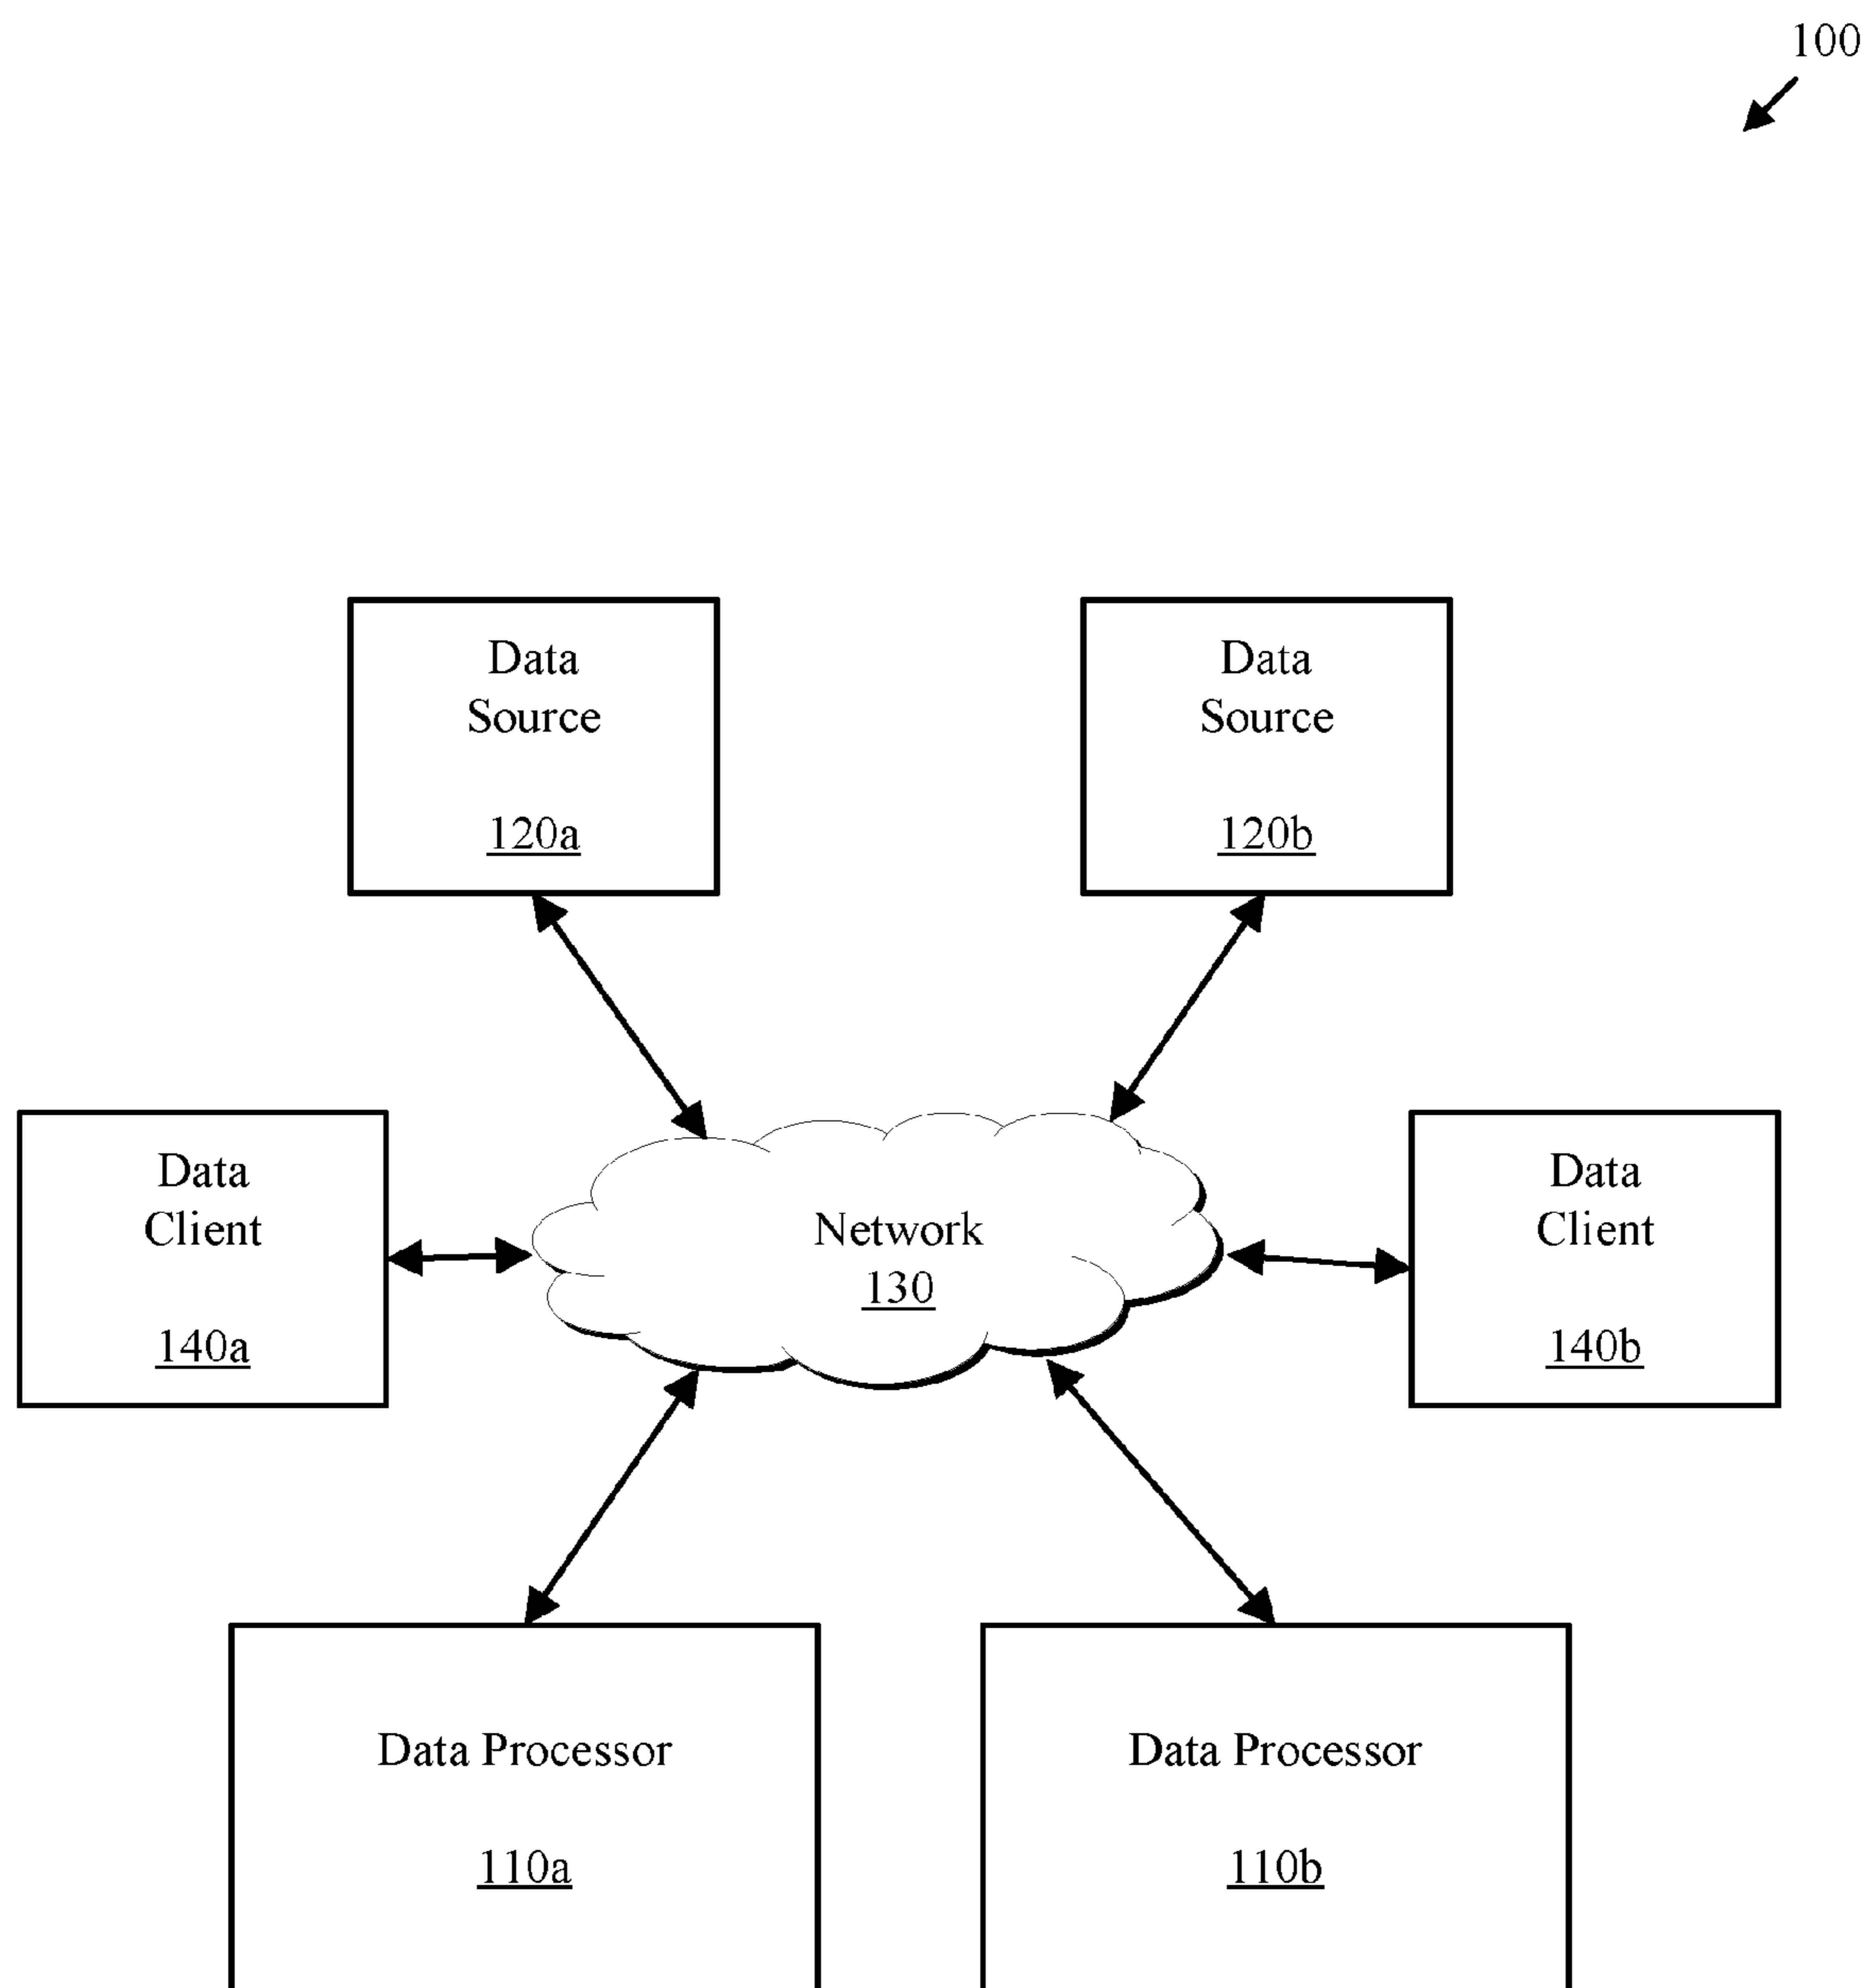 100
Data
Source
120a
Data
Source
120b
Data
Client
140a
Network
130
Data
Client
140b
Data Processor
110a
Data Processor
110b